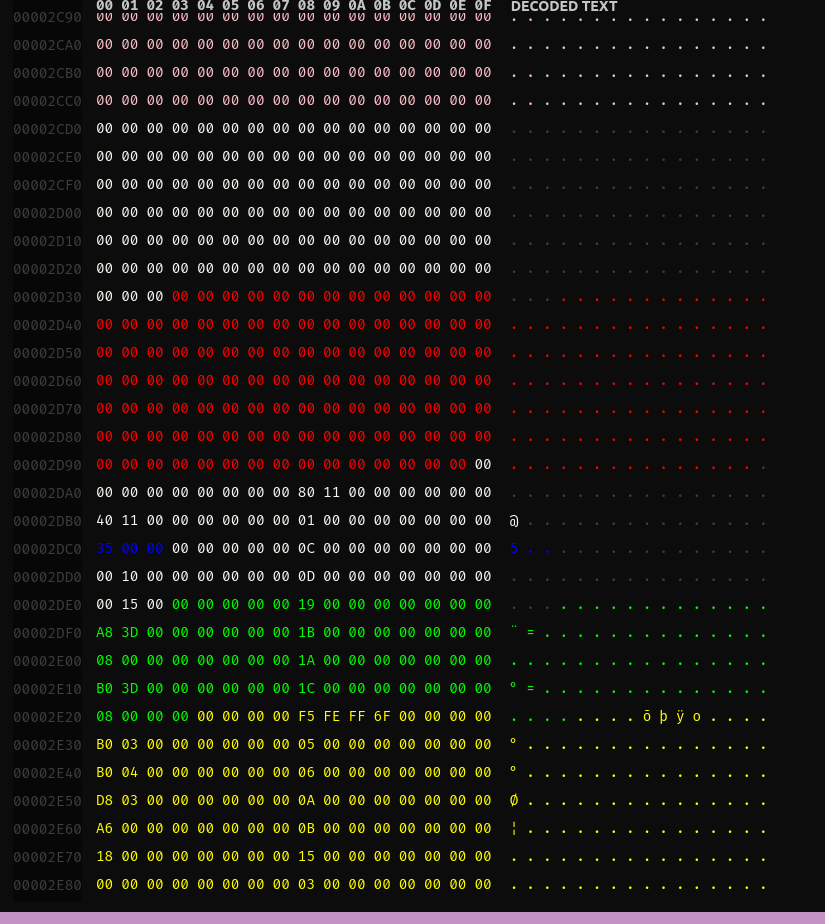 00 01 02 03 04 05 06 07 08 09 0A 0B 0C 0D 0E 0F DECODED TEXT
00002C90 00 00 00 00 00 00 00 00 00 00 00 00 00 00 00 00 . . . . . . . . . . . . . . . .
00002CA0 00 00 00 00 00 00 00 00 00 00 00 00 00 00 00 00 . . . . . . . . . . . . . . . .
00002CB0 00 00 00 00 00 00 00 00 00 00 00 00 00 00 00 00 . . . . . . . . . . . . . . . .
00002CC0 00 00 00 00 00 00 00 00 00 00 00 00 00 00 00 00 . . . . . . . . . . . . . . . .
00002CD0 00 00 00 00 00 00 00 00 00 00 00 00 00 00 00 00 . . . . . . . . . . . . . . . .
00002CE0 00 00 00 00 00 00 00 00 00 00 00 00 00 00 00 00 . . . . . . . . . . . . . . . .
00002CF0 00 00 00 00 00 00 00 00 00 00 00 00 00 00 00 00 . . . . . . . . . . . . . . . .
00002D00 00 00 00 00 00 00 00 00 00 00 00 00 00 00 00 00 . . . . . . . . . . . . . . . .
00002D10 00 00 00 00 00 00 00 00 00 00 00 00 00 00 00 00 . . . . . . . . . . . . . . . .
00002D20 00 00 00 00 00 00 00 00 00 00 00 00 00 00 00 00 . . . . . . . . . . . . . . . .
00002D30 00 00 00 00 00 00 00 00 00 00 00 00 00 00 00 00 . . . . . . . . . . . . . . . .
00002D40 00 00 00 00 00 00 00 00 00 00 00 00 00 00 00 00 . . . . . . . . . . . . . . . .
00002D50 00 00 00 00 00 00 00 00 00 00 00 00 00 00 00 00 . . . . . . . . . . . . . . . .
00002D60 00 00 00 00 00 00 00 00 00 00 00 00 00 00 00 00 . . . . . . . . . . . . . . . .
00002D70 00 00 00 00 00 00 00 00 00 00 00 00 00 00 00 00 . . . . . . . . . . . . . . . .
00002D80 00 00 00 00 00 00 00 00 00 00 00 00 00 00 00 00 . . . . . . . . . . . . . . . .
00002D90 00 00 00 00 00 00 00 00 00 00 00 00 00 00 00 00 . . . . . . . . . . . . . . . .
00002DA0 00 00 00 00 00 00 00 00 80 11 00 00 00 00 00 00 . . . . . . . . . . . . . . . .
00002DB0 40 11 00 00 00 00 00 00 01 00 00 00 00 00 00 00 @ . . . . . . . . . . . . . . .
00002DC0 35 00 00 00 00 00 00 00 0C 00 00 00 00 00 00 00 5 . . . . . . . . . . . . . . .
00002DD0 00 10 00 00 00 00 00 00 0D 00 00 00 00 00 00 00 . . . . . . . . . . . . . . . .
00002DE0 00 15 00 00 00 00 00 00 19 00 00 00 00 00 00 00 . . . . . . . . . . . . . . . .
00002DF0 A8 3D 00 00 00 00 00 00 1B 00 00 00 00 00 00 00 ¨ = . . . . . . . . . . . . . .
00002E00 08 00 00 00 00 00 00 00 1A 00 00 00 00 00 00 00 . . . . . . . . . . . . . . . .
00002E10 B0 3D 00 00 00 00 00 00 1C 00 00 00 00 00 00 00 ° = . . . . . . . . . . . . . .
00002E20 08 00 00 00 00 00 00 00 F5 FE FF 6F 00 00 00 00 . . . . . . . . õ þ ÿ o . . . .
00002E30 B0 03 00 00 00 00 00 00 05 00 00 00 00 00 00 00 ° . . . . . . . . . . . . . . .
00002E40 B0 04 00 00 00 00 00 00 06 00 00 00 00 00 00 00 ° . . . . . . . . . . . . . . .
00002E50 D8 03 00 00 00 00 00 00 0A 00 00 00 00 00 00 00 Ø . . . . . . . . . . . . . . .
00002E60 A6 00 00 00 00 00 00 00 0B 00 00 00 00 00 00 00 ¦ . . . . . . . . . . . . . . .
00002E70 18 00 00 00 00 00 00 00 15 00 00 00 00 00 00 00 . . . . . . . . . . . . . . . .
00002E80 00 00 00 00 00 00 00 00 03 00 00 00 00 00 00 00 . . . . . . . . . . . . . . . .